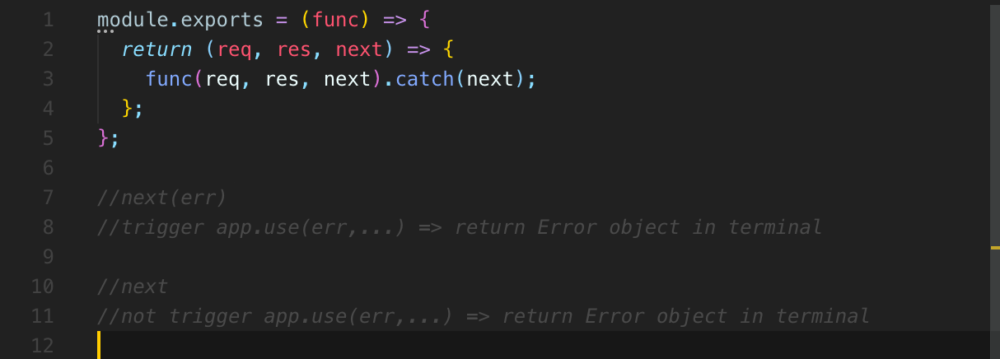 1 module.exports = (func) => {
2 return (req, res, next) => {
3 func(req, res, next).catch(next);
4 };
5 };
6
7 //next(err)
8 //trigger app.use(err,...) => return Error object in terminal
9
10 //next
11 //not trigger app.use(err,...) => return Error object in terminal
12